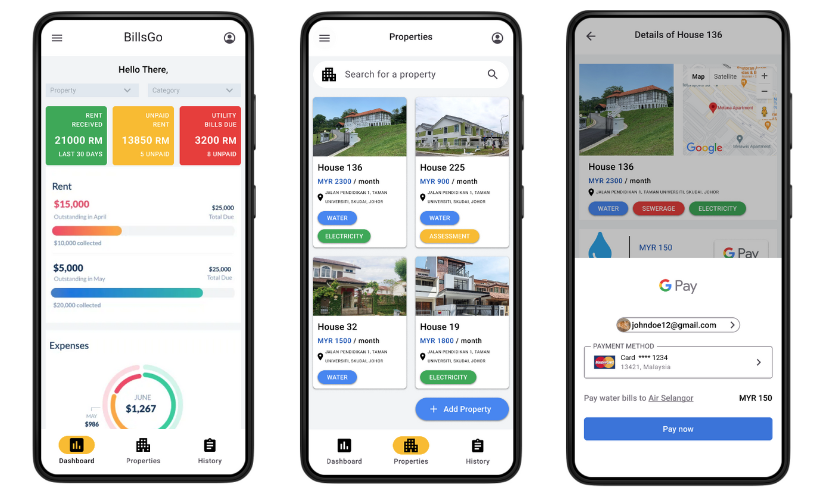 BillsGo
Hello There,
Property
Category
RENT
RECEIVED
21000 RM
LAST 30 DAYS
UNPAID
RENT
13850 RM
5 UNPAID
UTILITY
BILLS DUE
3200 RM
8 UNPAID
Rent
$15,000
Outstanding in April
$25,000
Total Due
$10,000 collected
$5,000
Outstanding in May
$25,000
Total Due
$20,000 collected
Expenses
JUNE
$1,267
MAY
$986
Dashboard
Properties
History
Properties
Search for a property
House 136
MYR 2300 / month
JALAN PENDIDIKAN 1, TAMAN
UNIVERSITI, SKUDAI, JOHOR
WATER
ELECTRICITY
House 225
MYR 900 / month
JALAN PENDIDIKAN 1, TAMAN
UNIVERSITI, SKUDAI, JOHOR
WATER
ASSESSMENT
House 32
MYR 1500 / month
JALAN PENDIDIKAN 1, TAMAN
UNIVERSITI, SKUDAI, JOHOR
WATER
House 19
MYR 1800 / month
JALAN PENDIDIKAN 1, TAMAN
UNIVERSITI, SKUDAI, JOHOR
ELECTRICITY
+ Add Property
Dashboard
Properties
History
Details of House 136
Map
Satellite
Apartment
Google
House 136
MYR 2300 / month
JALAN PENDIDIKAN 1, TAMAN UNIVERSITI, SKUDAI, JOHOR
WATER
SEWERAGE
ELECTRICITY
MYR 150
G Pay
G Pay
johndoe12@gmail.com
PAYMENT METHOD
MasterCard
Card **** 1234
13421, Malaysia
Pay water bills to Air Selangor
MYR 150
Pay now